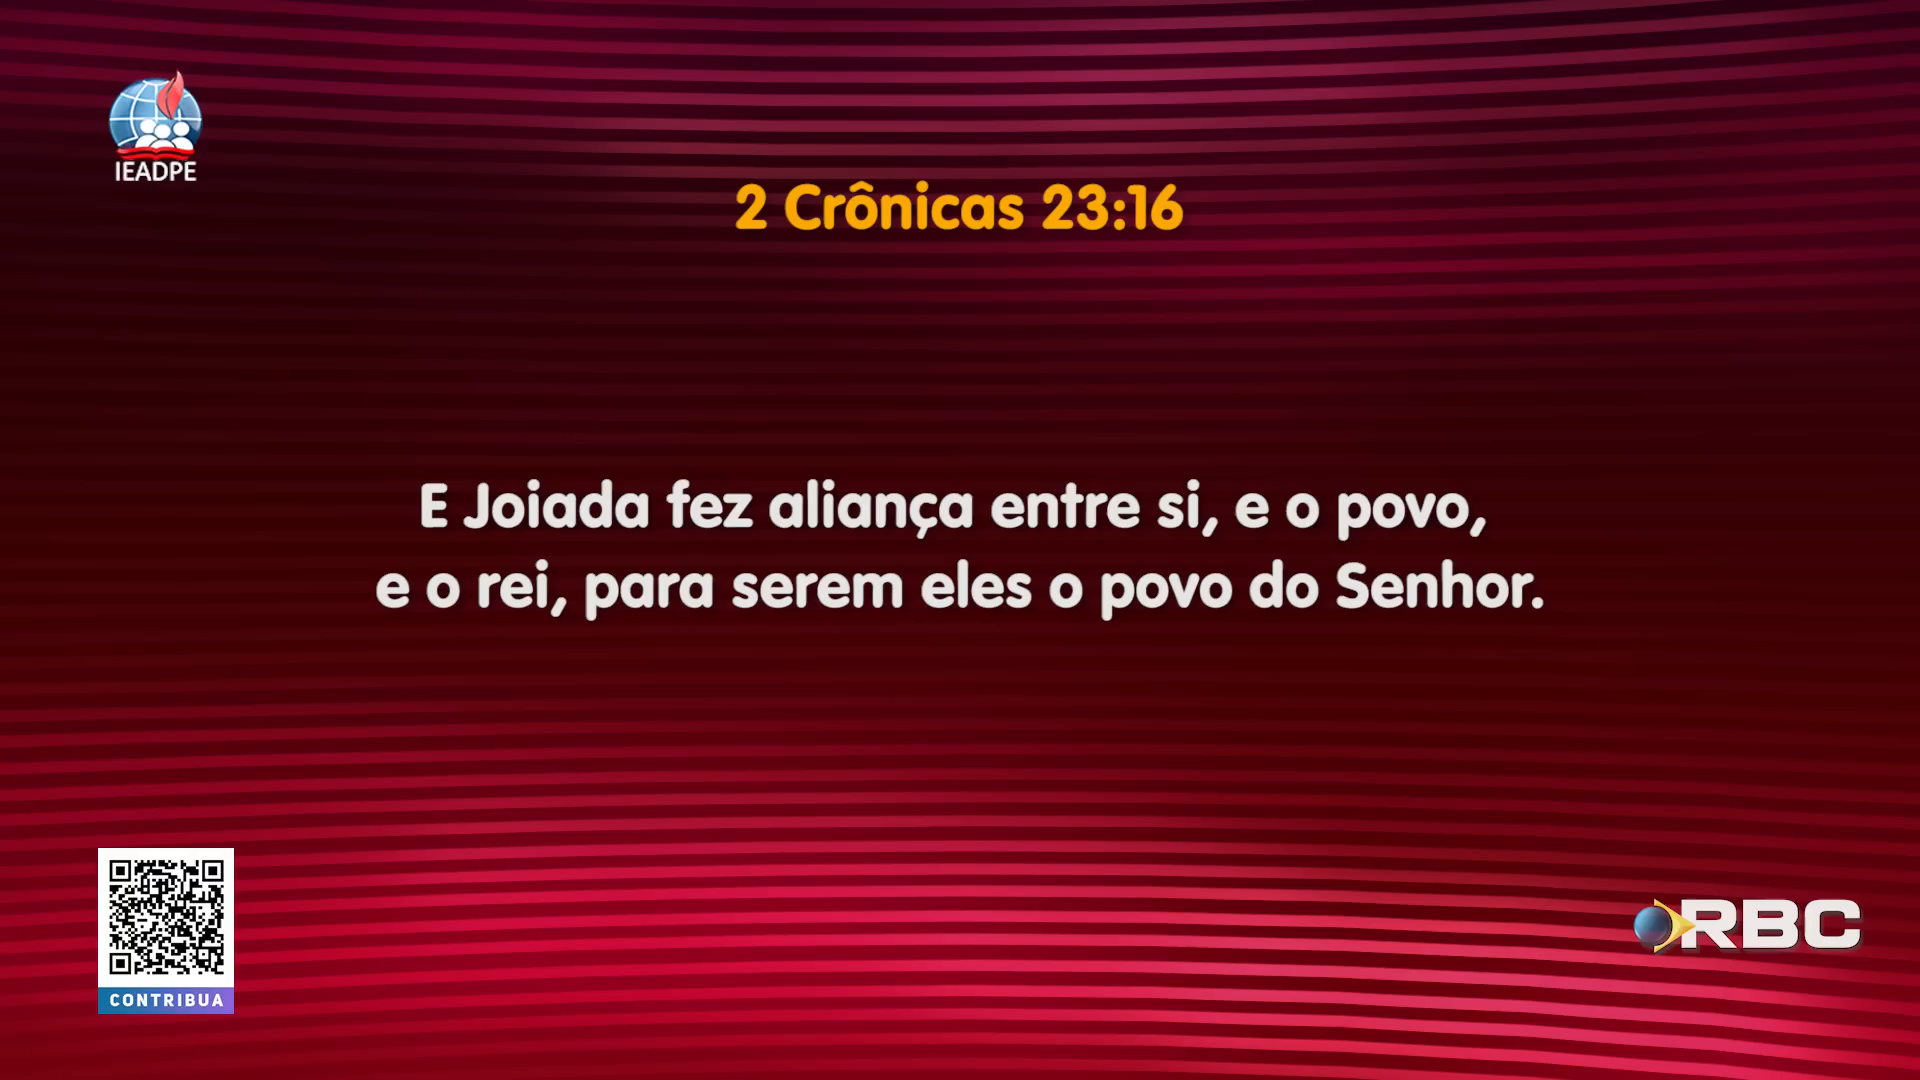 IEADPE
2 Crônicas 23:16
E Joiada fez aliança entre si, e o povo,
e o rei, para serem eles o povo do Senhor.
CONTRIBUA
RBC